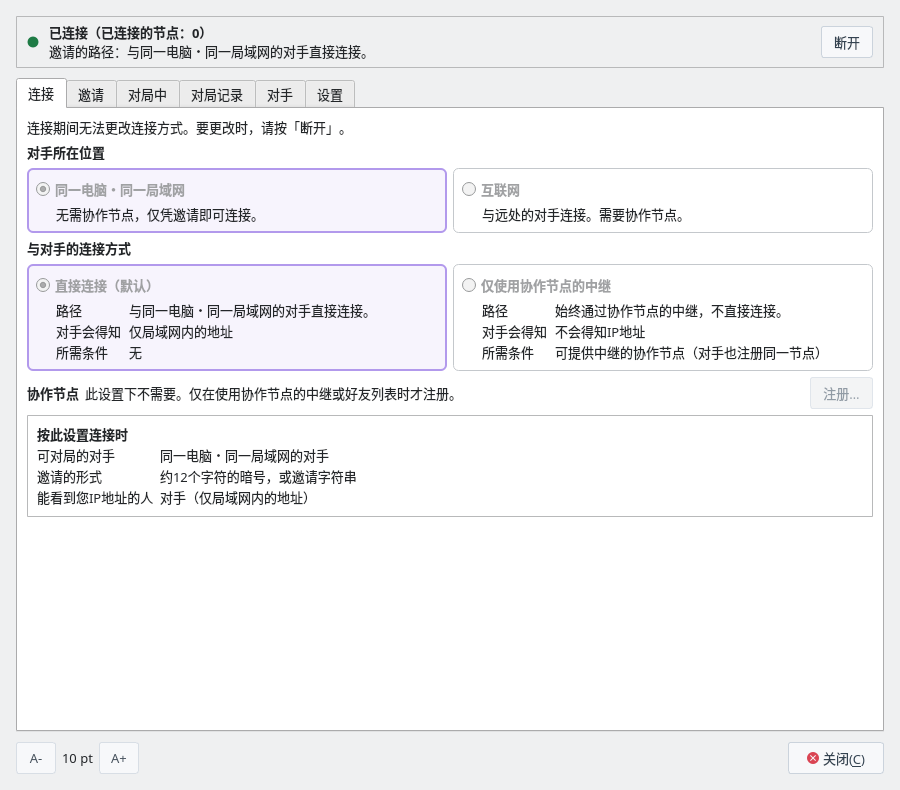 已连接（已连接的节点：0）
邀请的路径：与同一电脑・同一局域网的对手直接连接。
断开
连接 邀请 对局中 对局记录 对手 设置
连接期间无法更改连接方式。要更改时，请按「断开」。
对手所在位置
同一电脑・同一局域网
无需协作节点，仅凭邀请即可连接。
互联网
与远处的对手连接。需要协作节点。
与对手的连接方式
直接连接（默认）
路径 与同一电脑・同一局域网的对手直接连接。
对手会得知 仅局域网内的地址
所需条件 无
仅使用协作节点的中继
路径 始终通过协作节点的中继，不直接连接。
对手会得知 不会得知IP地址
所需条件 可提供中继的协作节点（对手也注册同一节点）
协作节点 此设置下不需要。仅在使用协作节点的中继或好友列表时才注册。
注册...
按此设置连接时
可对局的对手 同一电脑・同一局域网的对手
邀请的形式 约12个字符的暗号，或邀请字符串
能看到您IP地址的人 对手（仅局域网内的地址）
A- 10 pt A+
关闭(C)